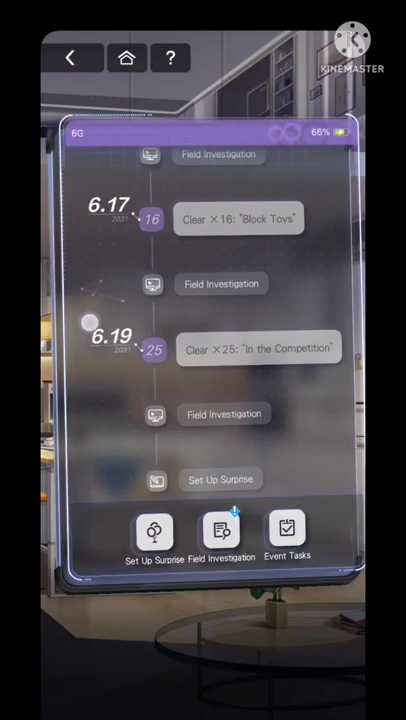 ?
KINEMASTER
6G
66%
Field Investigation
6.17
2031
16
Clear ×16: "Block Toys"
Field Investigation
6.19
2031
25
Clear ×25: "In the Competition"
Field Investigation
Set Up Surprise
Set Up Surprise
Field Investigation
Event Tasks